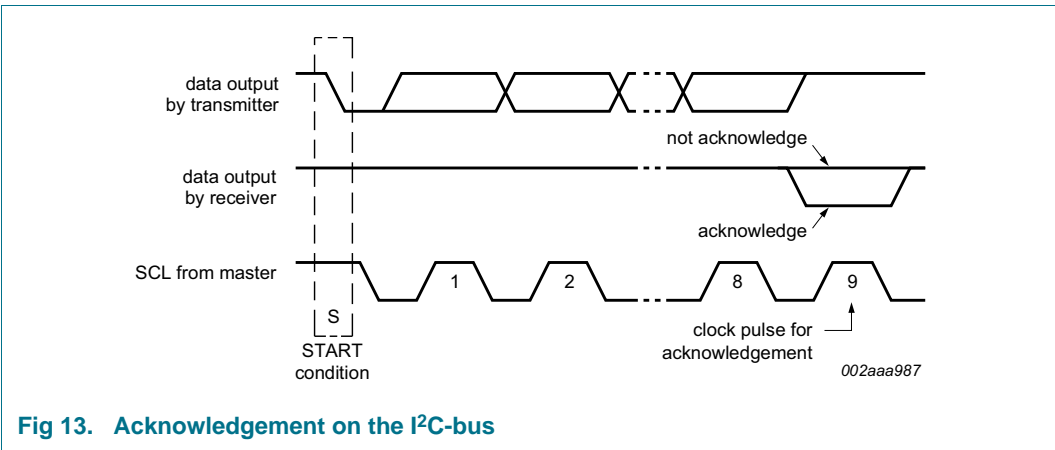 data output
by transmitter
not acknowledge
data output
by receiver
acknowledge
SCL from master
1
2
8
9
S
START
condition
clock pulse for
acknowledgement
002aaa987
Fig 13. Acknowledgement on the I²C-bus